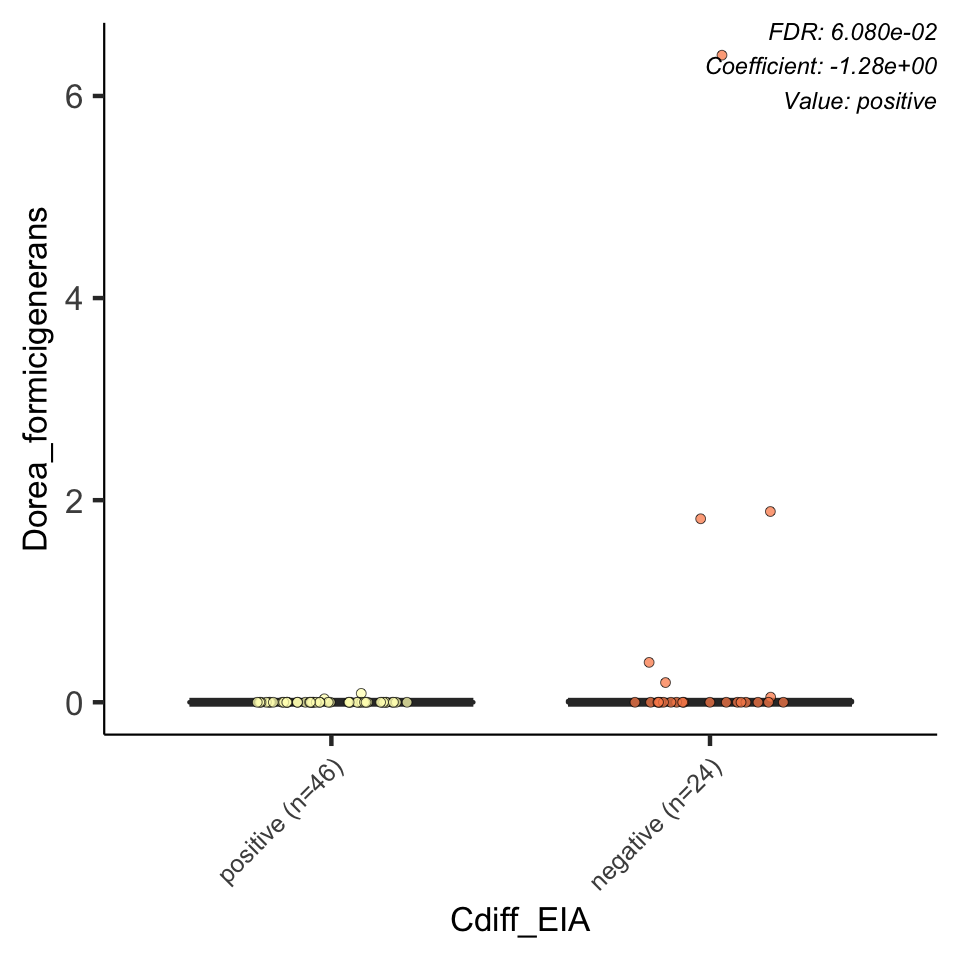 FDR: 6.080e-02
Coefficient: -1.28e+00
Value: positive
6
4
2
0
Dorea_formicigenerans
positive (n=46)
negative (n=24)
Cdiff_EIA